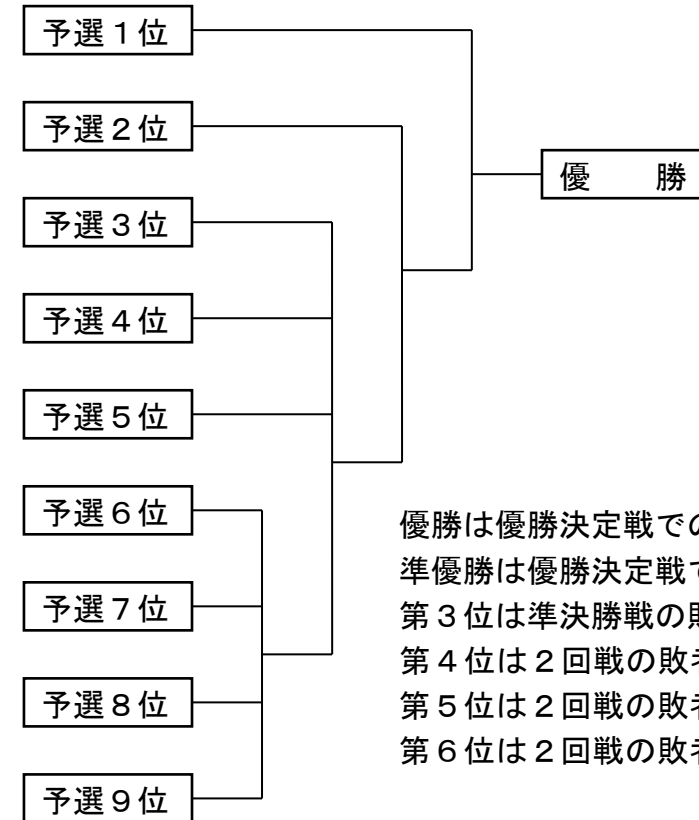 予選１位
予選２位
優　　勝
予選３位
予選４位
予選５位
予選６位
優勝は優勝決定戦での
準優勝は優勝決定戦で
予選７位
第３位は準決勝戦の敗
第４位は２回戦の敗者
予選８位
第５位は２回戦の敗者
第６位は２回戦の敗者
予選９位